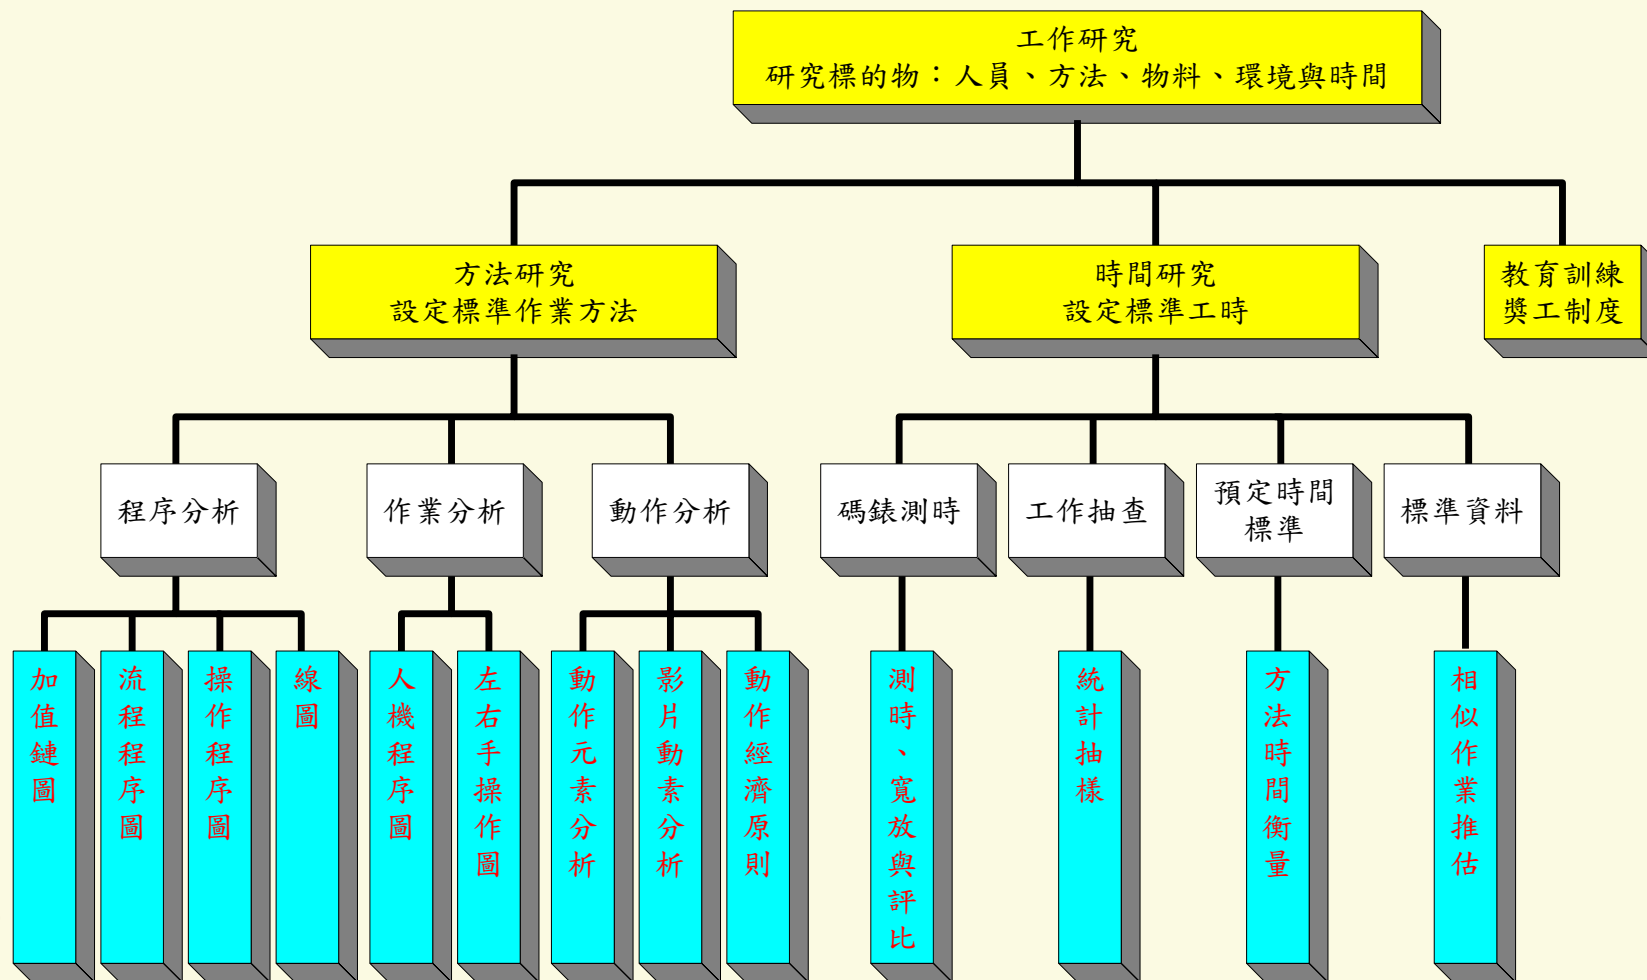 工作研究
研究標的物：人員、方法、物料、環境與時間
方法研究
設定標準作業方法
時間研究
設定標準工時
教育訓練
獎工制度
程序分析
作業分析
動作分析
碼錶測時
工作抽查
預定時間
標準
標準資料
加值鏈圖
流程程序圖
操作程序圖
線圖
人機程序圖
左右手操作圖
動作元素分析
影片動素分析
動作經濟原則
測時、寬放與評比
統計抽樣
方法時間衡量
相似作業推估